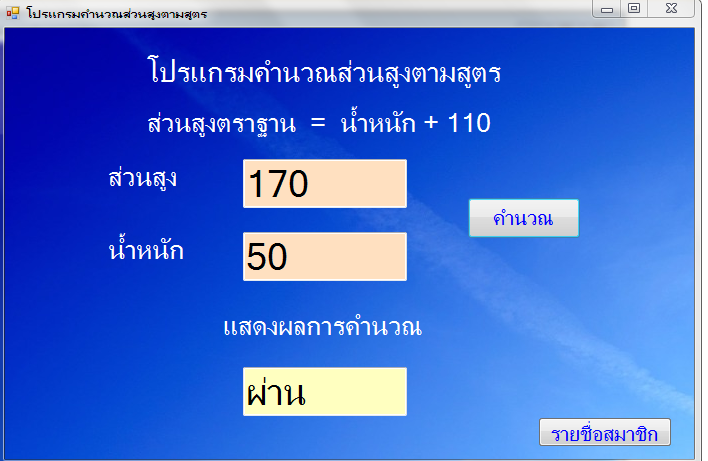 โปรแกรมคำนวณส่วนสูงตามสูตร
โปรแกรมคำนวณส่วนสูงตามสูตร
ส่วนสูงตราฐาน = น้ำหนัก + 110
ส่วนสูง 170
คำนวณ
น้ำหนัก 50
แสดงผลการคำนวณ
ผ่าน
รายชื่อสมาชิก